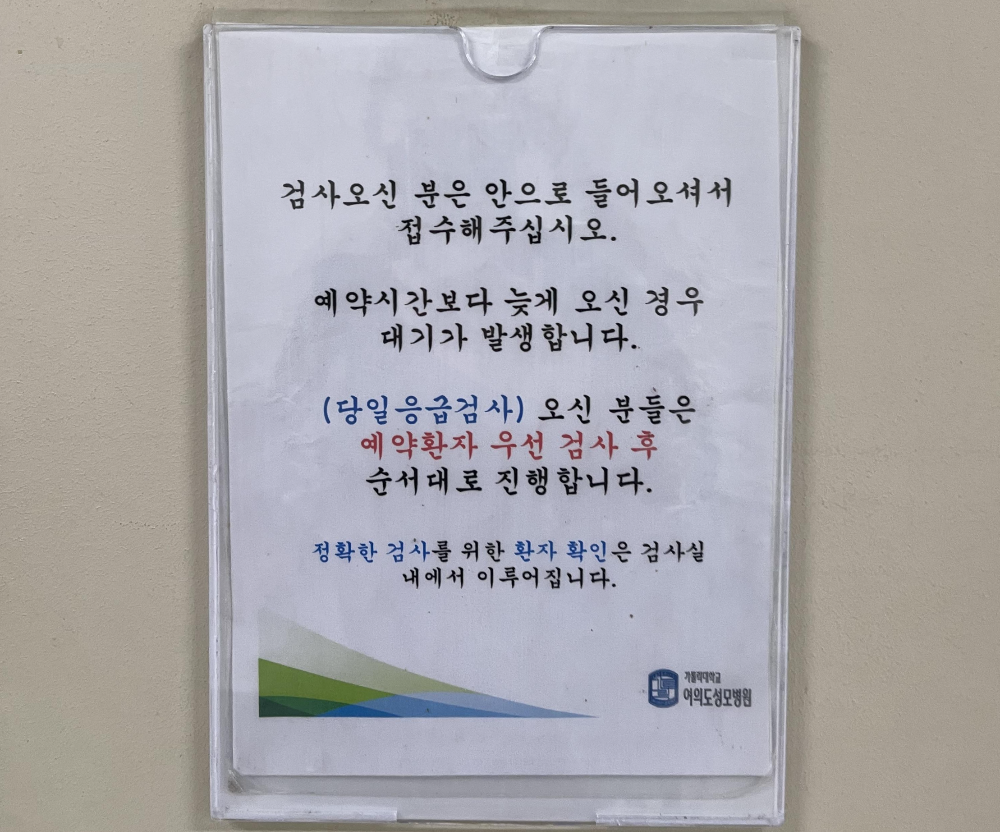 검사오신 분은 안으로 들어오셔서
접수해주십시오.
예약시간보다 늦게 오신 경우
대기가 발생합니다.
(당일응급검사) 오신 분들은
예약환자 우선 검사 후
순서대로 진행합니다.
정확한 검사를 위한 환자 확인은 검사실
내에서 이루어집니다.
가톨릭대학교
여의도성모병원